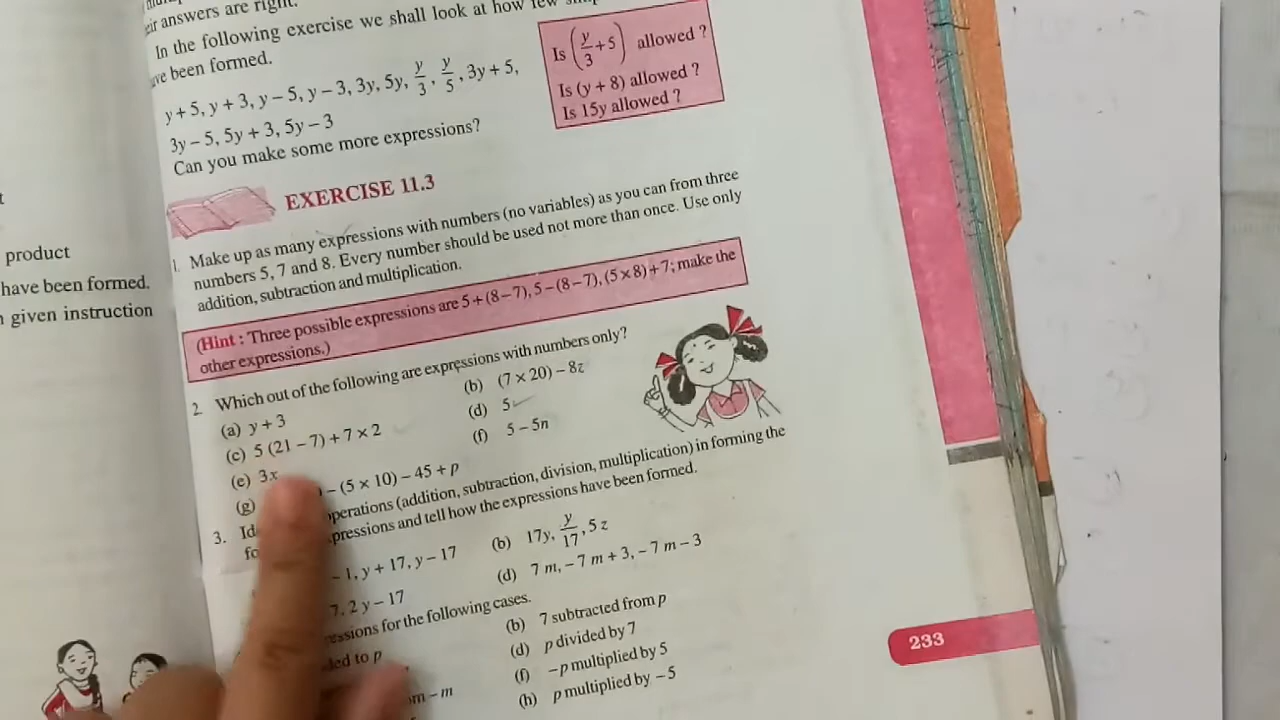 t
product
have been formed.
given instruction
eir answers are right.
In the following exercise we shall look at how few
ve been formed.
y + 5, y + 3, y – 5, y – 3, 3y, 5y, y/3, y/5, 3y + 5,
3y – 5, 5y + 3, 5y – 3
Can you make some more expressions?
Is (y/3 + 5) allowed ?
Is (y + 8) allowed ?
Is 15y allowed ?
EXERCISE 11.3
1. Make up as many expressions with numbers (no variables) as you can from three
numbers 5, 7 and 8. Every number should be used not more than once. Use only
addition, subtraction and multiplication.
(Hint : Three possible expressions are 5 + (8 – 7), 5 – (8 – 7), (5 × 8) + 7; make the
other expressions.)
2. Which out of the following are expressions with numbers only?
(a) y + 3 (b) (7 × 20) – 8z
(c) 5 (21 – 7) + 7 × 2 (d) 5
(e) 3x (f) 5 – 5n
(g) – (5 × 10) – 45 + p
3. operations (addition, subtraction, division, multiplication) in forming the
expressions and tell how the expressions have been formed.
– 1, y + 17, y – 17 (b) 17y, y/17, 5 z
7, 2 y – 17 (d) 7 m, – 7 m + 3, – 7 m – 3
for the following cases.
to p (b) 7 subtracted from p
(d) p divided by 7
– m (f) – p multiplied by 5
(h) p multiplied by – 5
233